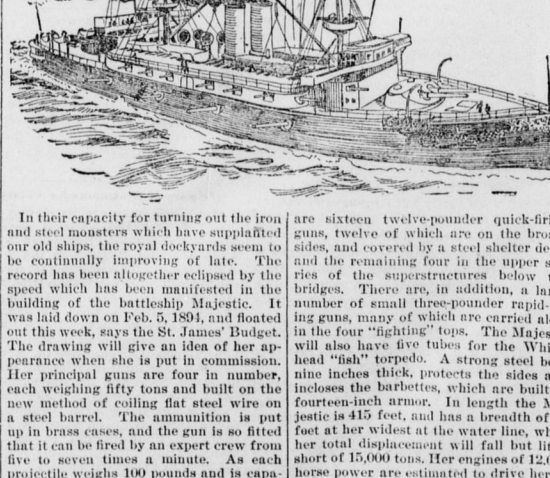 In their capacity for turning out the iron
and steel monsters which have supplanted
our old ships, the royal dockyards seem to
be continually improving of late. The
record has been altogether eclipsed by the
speed which has been manifested in the
building of the battleship Majestic. It
was laid down on Feb. 5, 1894, and floated
out this week, says the St. James' Budget.
The drawing will give an idea of her ap-
pearance when she is put in commission.
Her principal guns are four in number,
each weighing fifty tons and built on the
new method of coiling flat steel wire on
a steel barrel. The ammunition is put
up in brass cases, and the gun is so fitted
that it can be fired by an expert crew from
five to seven times a minute. As each
projectile weighs 100 pounds and is capa-
are sixteen twelve-pounder quick-fir
guns, twelve of which are on the bro
sides, and covered by a steel shelter de
and the remaining four in the upper s
ries of the superstructures below
bridges. There are, in addition, a la
number of small three-pounder rapid-
ing guns, many of which are carried al
in the four "fighting" tops. The Majes
will also have five tubes for the Whi
head "fish" torpedo. A strong steel b
nine inches thick, protects the sides a
incloses the barbettes, which are built
fourteen-inch armor. In length the M
jestic is 415 feet, and has a breadth of
feet at her widest at the water line, wh
her total displacement will fall but lit
short of 15,000 tons. Her engines of 12,0
horse power are estimated to drive her